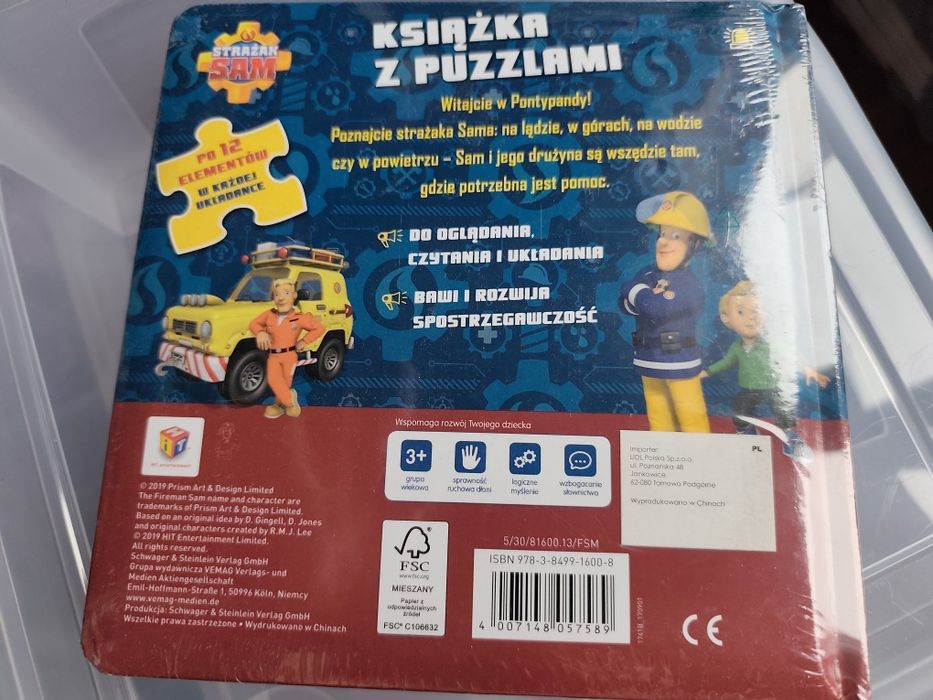 STRAŻAK
SAM
KSIĄŻKA
Z PUZZLAMI
Witajcie w Pontypandy!
Poznajcie strażaka Sama: na lądzie, w górach, na wodzie
czy w powietrzu – Sam i jego drużyna są wszędzie tam,
gdzie potrzebna jest pomoc.
PO 12
ELEMENTÓW
W KAŻDEJ
UKŁADANCE
DO OGLĄDANIA,
CZYTANIA I UKŁADANIA
BAWI I ROZWIJA
SPOSTRZEGAWCZOŚĆ
Wspomaga rozwój Twojego dziecka
3+
grupa
wiekowa
sprawność
ruchowa dłoni
logiczne
myślenie
wzbogacanie
słownictwa
Importer: PL
LIDL Polska Sp.z.o.o.
ul. Poznańska 48
Jankowice
62-080 Tarnowo Podgórne
Wyprodukowano w Chinach
HiT
HIT entertainment
© 2019 Prism Art & Design Limited
The Fireman Sam name and character are
trademarks of Prism Art & Design Limited.
Based on an original idea by D. Gingell, D. Jones
and original characters created by R.M.J. Lee
© 2019 HIT Entertainment Limited.
All rights reserved.
Schwager & Steinlein Verlag GmbH
Grupa wydawnicza VEMAG Verlags- und
Medien Aktiengesellschaft
Emil-Hoffmann-Straße 1, 50996 Köln, Niemcy
www.vemag-medien.de
Produkcja: Schwager & Steinlein Verlag GmbH
Wszelkie prawa zastrzeżone • Wydrukowano w Chinach
FSC
www.fsc.org
MIESZANY
Papier z
odpowiedzialnych
źródeł
FSC® C106632
5/30/81600.13/FSM
ISBN 978-3-8499-1600-8
4 007148 057589
CE